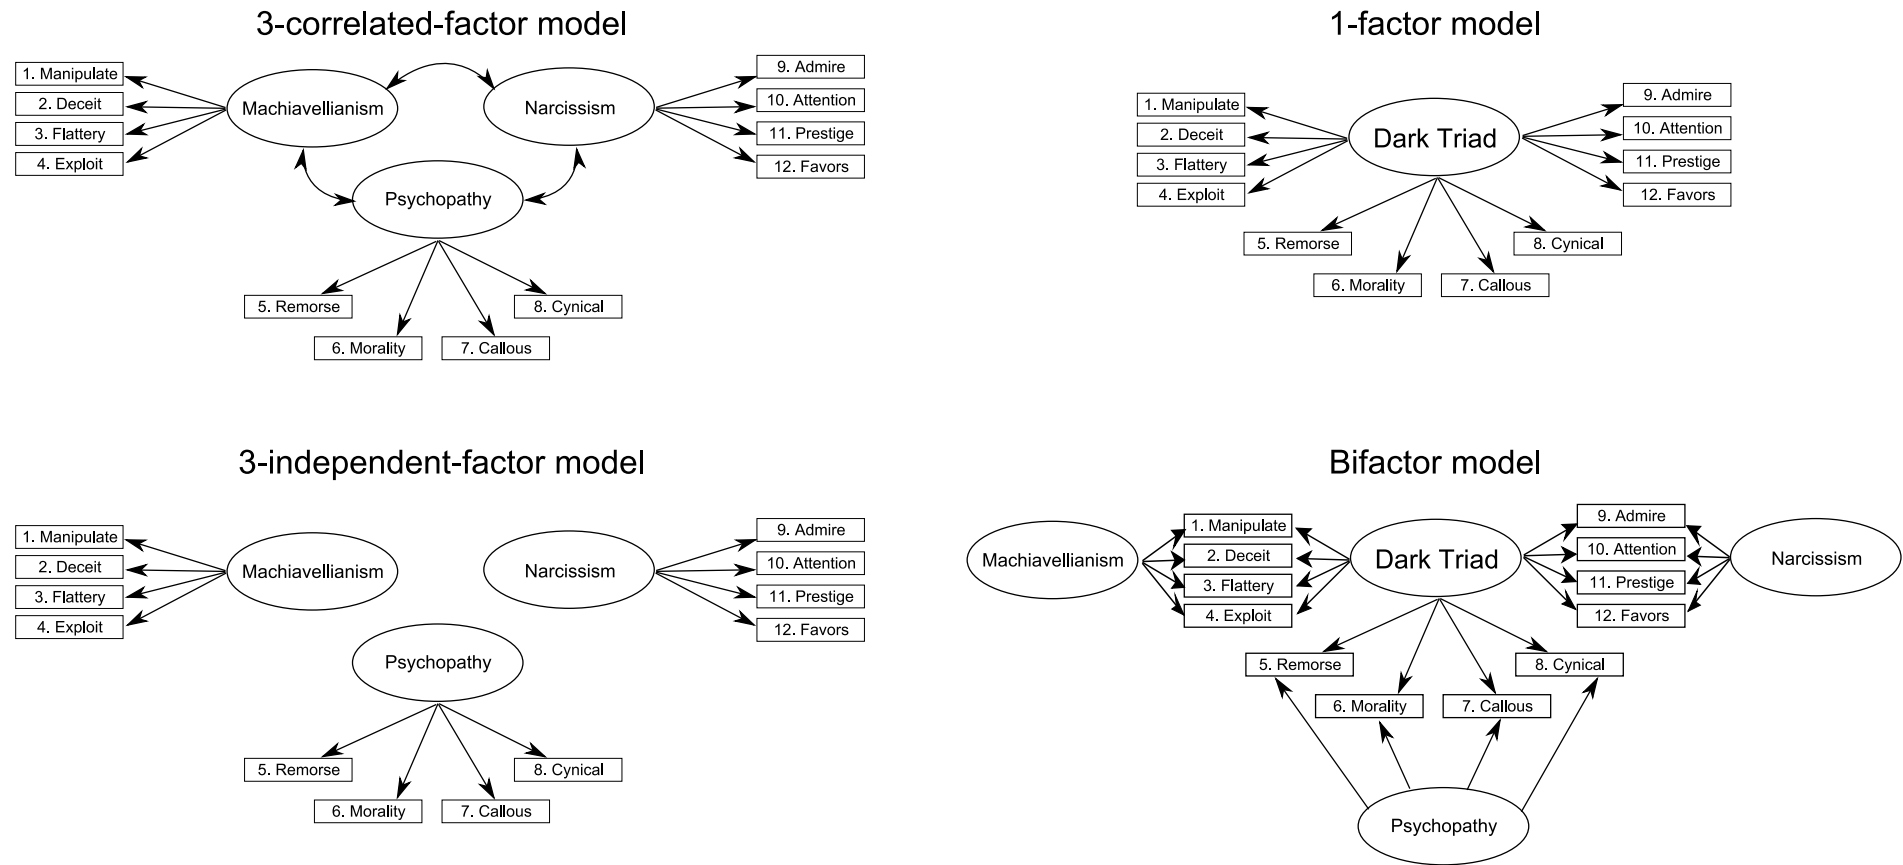 3-correlated-factor model
1. Manipulate
2. Deceit
3. Flattery
4. Exploit
Machiavellianism
Narcissism
9. Admire
10. Attention
11. Prestige
12. Favors
Psychopathy
5. Remorse
8. Cynical
6. Morality
7. Callous
1-factor model
1. Manipulate
2. Deceit
3. Flattery
4. Exploit
Dark Triad
9. Admire
10. Attention
11. Prestige
12. Favors
5. Remorse
8. Cynical
6. Morality
7. Callous
3-independent-factor model
1. Manipulate
2. Deceit
3. Flattery
4. Exploit
Machiavellianism
Narcissism
9. Admire
10. Attention
11. Prestige
12. Favors
Psychopathy
5. Remorse
8. Cynical
6. Morality
7. Callous
Bifactor model
Machiavellianism
1. Manipulate
2. Deceit
3. Flattery
4. Exploit
Dark Triad
9. Admire
10. Attention
11. Prestige
12. Favors
Narcissism
5. Remorse
8. Cynical
6. Morality
7. Callous
Psychopathy